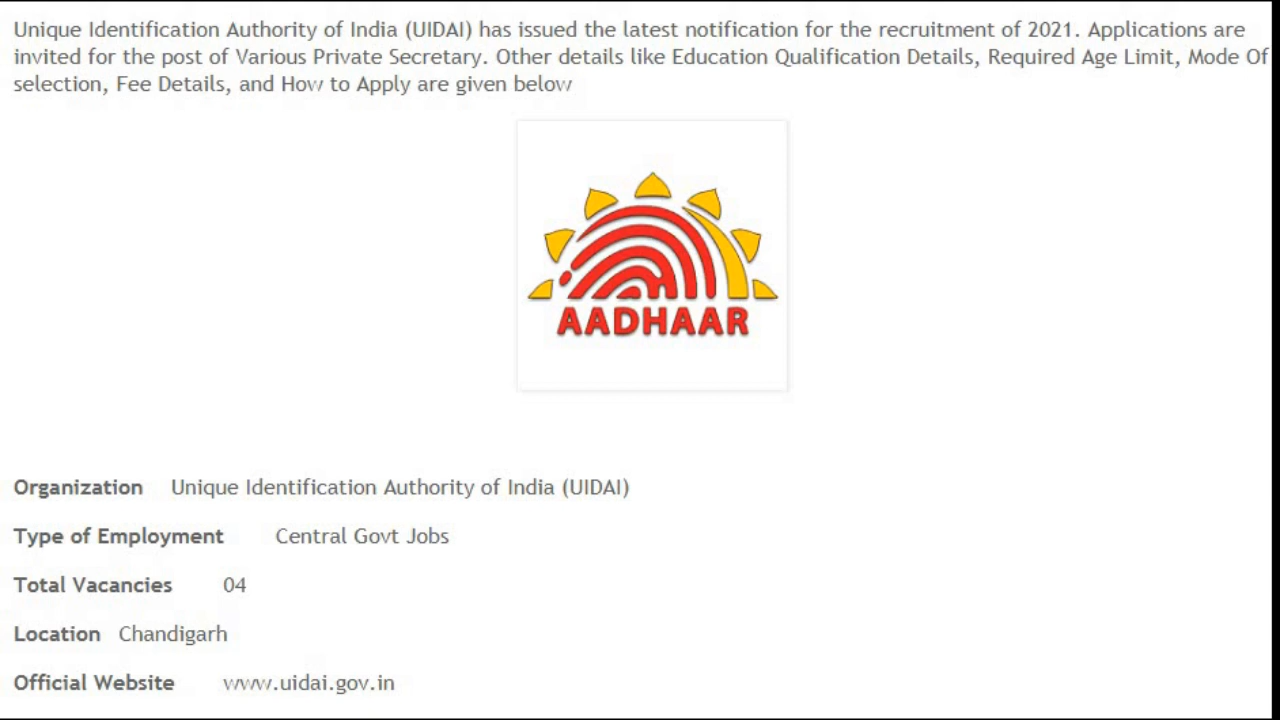 Unique Identification Authority of India (UIDAI) has issued the latest notification for the recruitment of 2021. Applications are
invited for the post of Various Private Secretary. Other details like Education Qualification Details, Required Age Limit, Mode Of
selection, Fee Details, and How to Apply are given below
AADHAAR
Organization Unique Identification Authority of India (UIDAI)
Type of Employment Central Govt Jobs
Total Vacancies 04
Location Chandigarh
Official Website www.uidai.gov.in